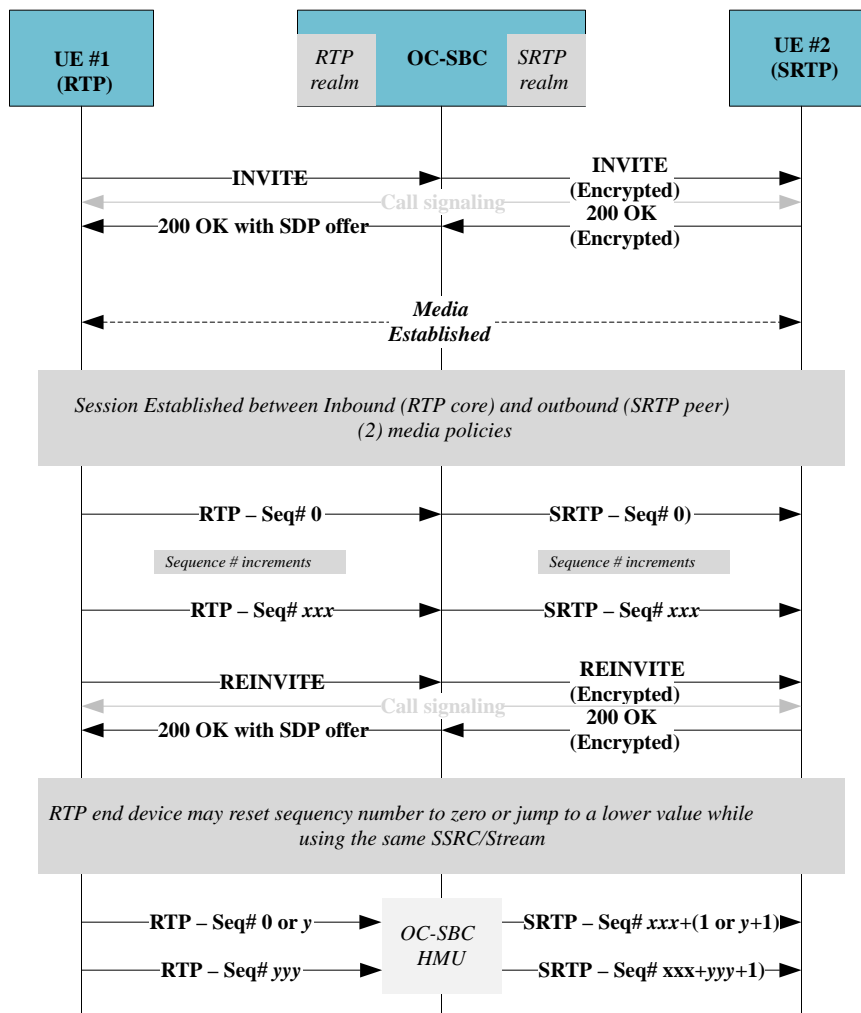 UE #1
(RTP)
RTP
realm
OC-SBC
SRTP
realm
UE #2
(SRTP)
INVITE
INVITE
(Encrypted)
Call signaling
200 OK with SDP offer
200 OK
(Encrypted)
Media
Established
Session Established between Inbound (RTP core) and outbound (SRTP peer)
(2) media policies
RTP – Seq# 0
SRTP – Seq# 0)
Sequence # increments
Sequence # increments
RTP – Seq# xxx
SRTP – Seq# xxx
REINVITE
REINVITE
(Encrypted)
Call signaling
200 OK with SDP offer
200 OK
(Encrypted)
RTP end device may reset sequency number to zero or jump to a lower value while
using the same SSRC/Stream
RTP – Seq# 0 or y
SRTP – Seq# xxx+(1 or y+1)
OC-SBC
HMU
RTP – Seq# yyy
SRTP – Seq# xxx+yyy+1)